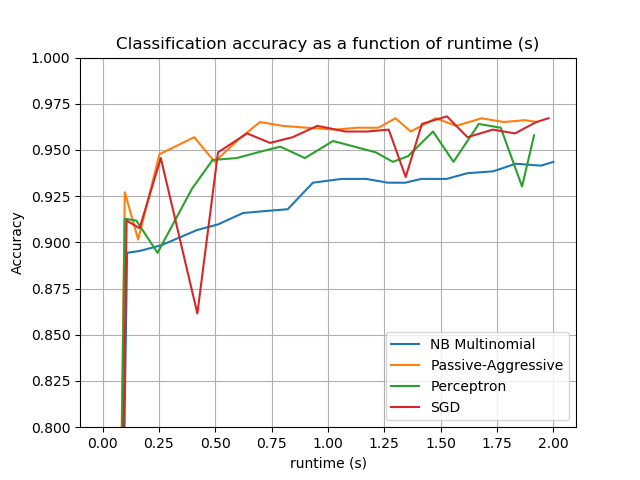 Classification accuracy as a function of runtime (s)
1.000
0.975
0.950
0.925
0.900
0.875
0.850
0.825
0.800
Accuracy
NB Multinomial
Passive-Aggressive
Perceptron
SGD
0.00 0.25 0.50 0.75 1.00 1.25 1.50 1.75 2.00
runtime (s)